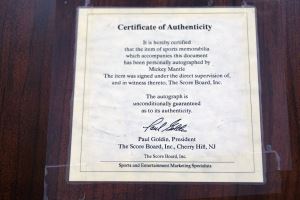 Certificate of Authenticity
It is hereby certified
that the item of sports memorabilia
which accompanies this document
has been personally autographed by
Mickey Mantle
The item was signed under the direct supervision of,
and in witness thereto, The Score Board, Inc.
The autograph is
unconditionally guaranteed
as to its authenticity.
Paul Goldin
Paul Goldin, President
The Score Board, Inc., Cherry Hill, NJ
The Score Board, Inc.
Sports and Entertainment Marketing Specialists